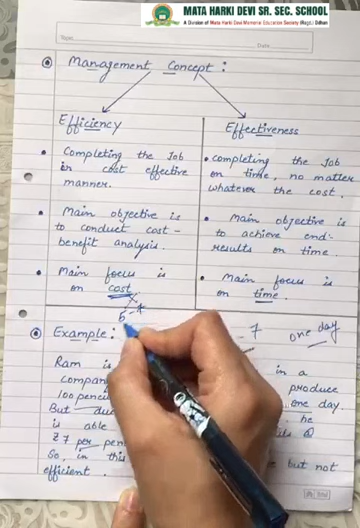 MATA HARKI DEVI SR. SEC. SCHOOL
A Division of Mata Harki Devi Memorial Education Society (Regd.) Odhan
Topic
Date
Management Concept :
Efficiency
Completing the Job
in cost effective
manner.
Main objective is
to conduct cost-
benefit analysis.
Main focus is
on cost
5 - 7
Effectiveness
completing the Job
on time, no matter
whatever the cost.
Main objective is
to achieve end-
results on time.
Main focus is
on time.
7
one day
Example :
Ram is in a
produce
100 pencil one day.
But he
is able
₹ 7 per
So, in this but not
efficient.